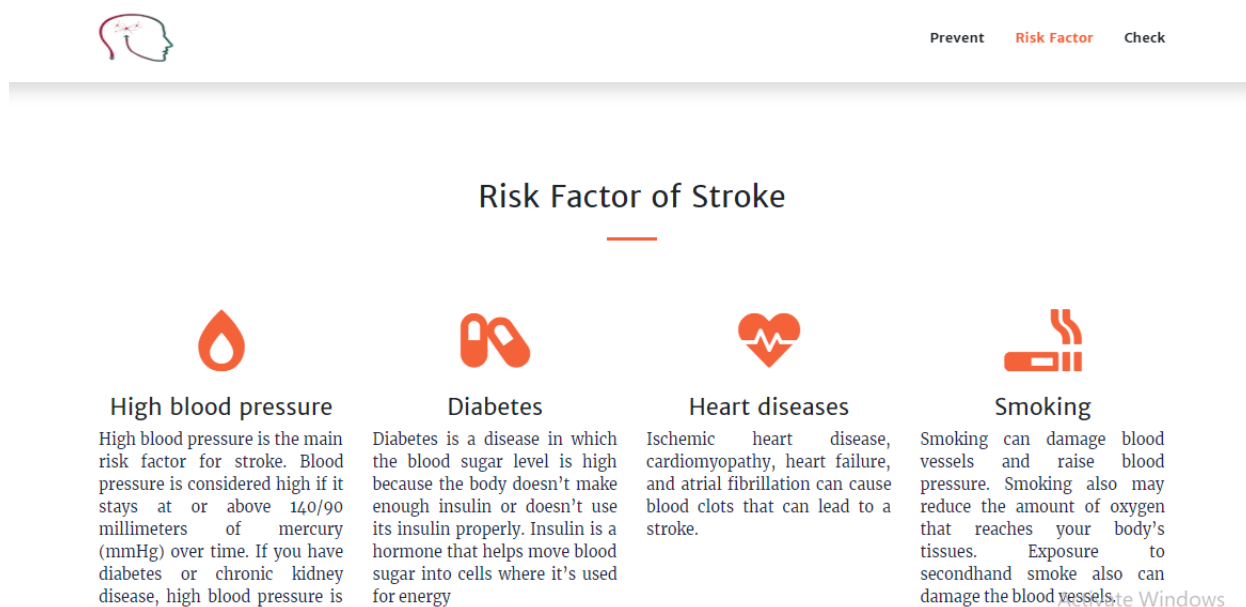 Prevent Risk Factor Check
Risk Factor of Stroke
High blood pressure
High blood pressure is the main
risk factor for stroke. Blood
pressure is considered high if it
stays at or above 140/90
millimeters of mercury
(mmHg) over time. If you have
diabetes or chronic kidney
disease, high blood pressure is
Diabetes
Diabetes is a disease in which
the blood sugar level is high
because the body doesn't make
enough insulin or doesn't use
its insulin properly. Insulin is a
hormone that helps move blood
sugar into cells where it's used
for energy
Heart diseases
Ischemic heart disease,
cardiomyopathy, heart failure,
and atrial fibrillation can cause
blood clots that can lead to a
stroke.
Smoking
Smoking can damage blood
vessels and raise blood
pressure. Smoking also may
reduce the amount of oxygen
that reaches your body's
tissues. Exposure to
secondhand smoke also can
damage the blood vessels.
Activate Windows